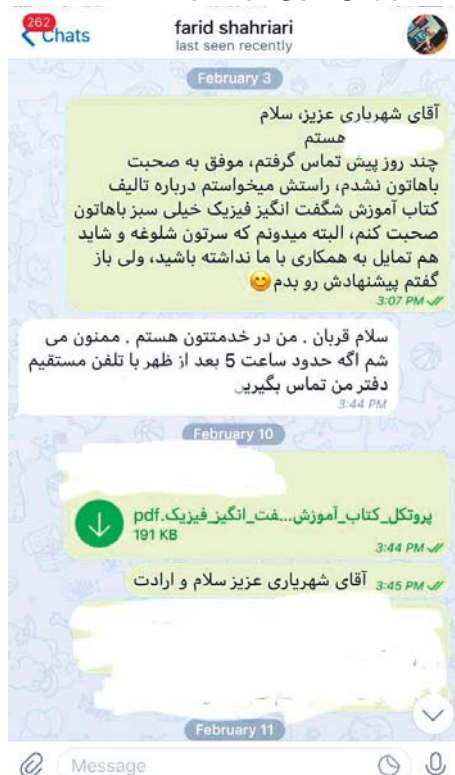 262
Chats
farid shahriari
last seen recently
February 3
آقای شهریاری عزیز، سلام
هستم
چند روز پیش تماس گرفتم، موفق به صحبت
باهاتون نشدم، راستش میخواستم درباره تالیف
کتاب آموزش شگفت انگیز فیزیک خیلی سبز باهاتون
صحبت کنم، البته میدونم که سرتون شلوغه و شاید
هم تمایل به همکاری با ما نداشته باشید، ولی باز
گفتم پیشنهادش رو بدم😊
3:07 PM
سلام قربان . من در خدمتتون هستم . ممنون می
شم اگه حدود ساعت 5 بعد از ظهر با تلفن مستقیم
دفتر من تماس بگیرید
3:44 PM
February 10
پروتکل_کتاب_آموزش...فت_انگیز_فیزیک.pdf
191 KB
3:44 PM
آقای شهریاری عزیز سلام و ارادت
3:45 PM
February 11
Message